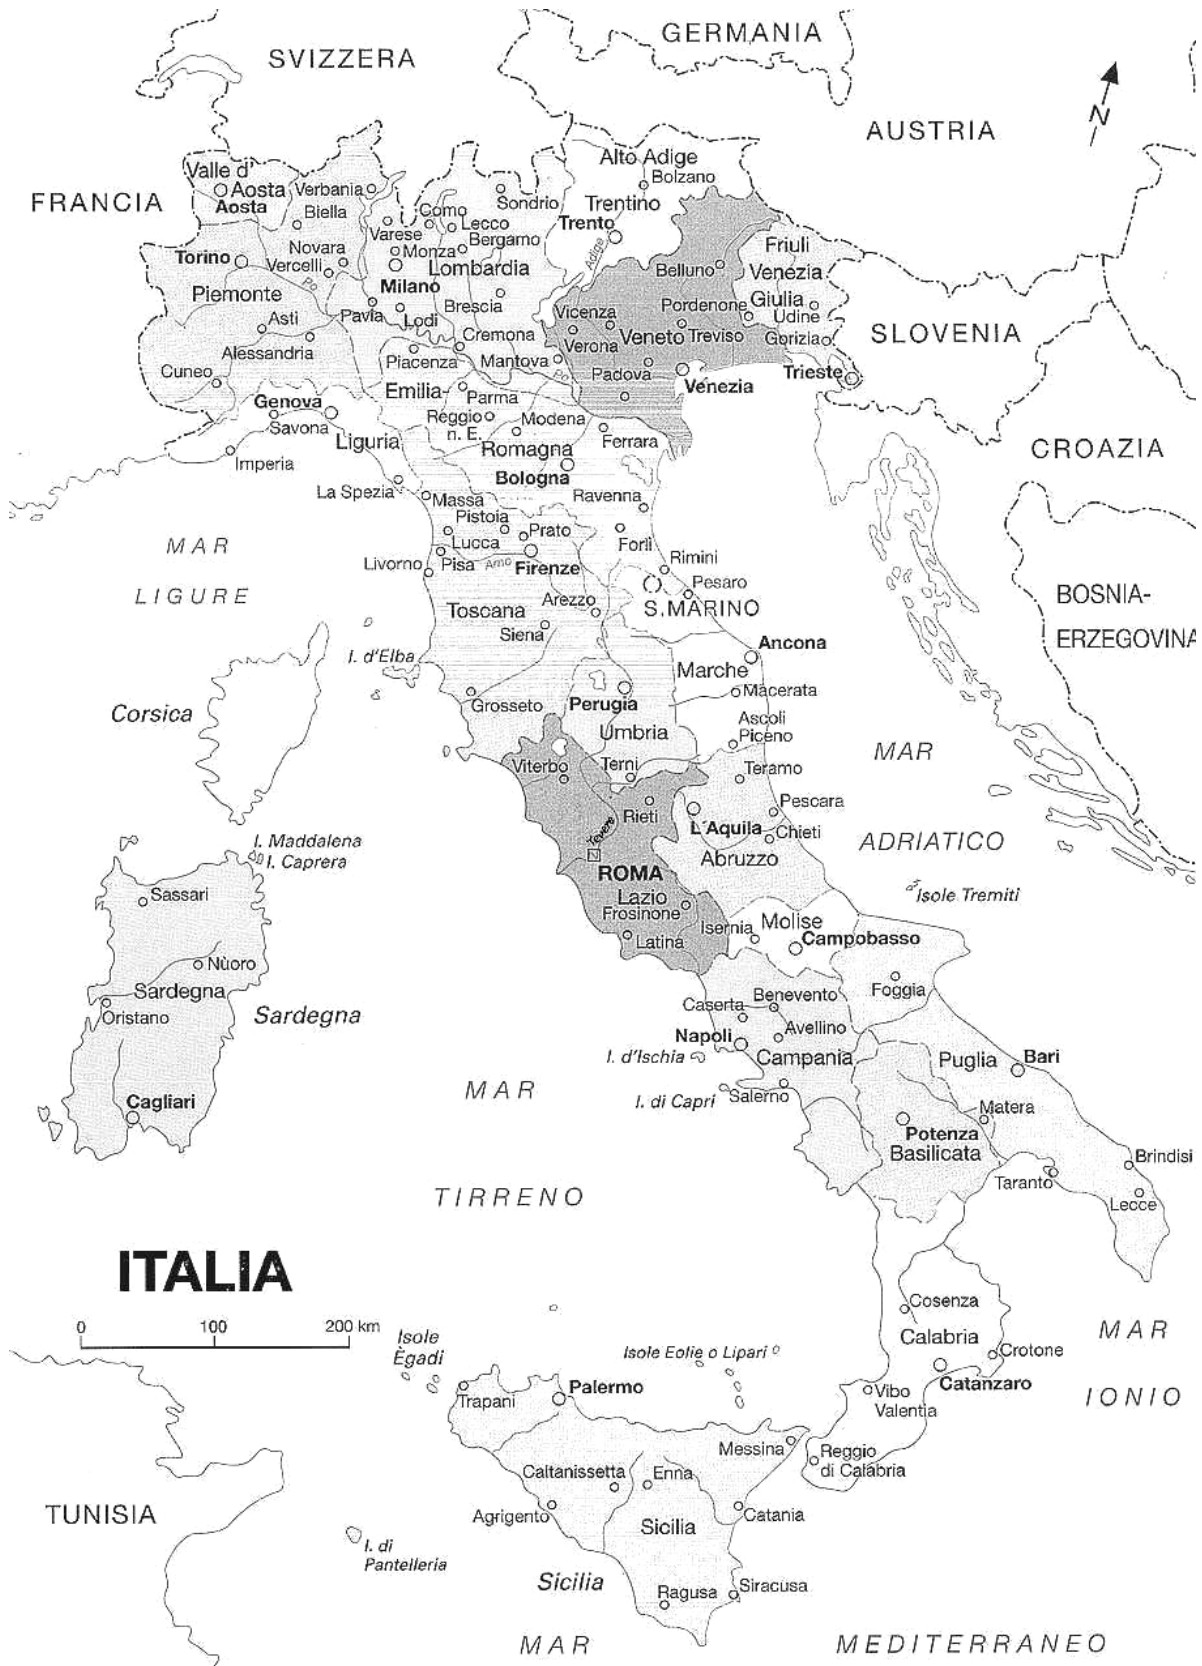 GERMANIA
SVIZZERA
N
AUSTRIA
FRANCIA
Valle d'
Aosta
Aosta
Verbania
Biella
Sondrio
Alto Adige
Bolzano
Trentino
Trento
Adige
Como
Lecco
Varese
Bergamo
Monza
Lombardia
Milano
Novara
Vercelli
Torino
Po
Piemonte
Asti
Pavia
Lodi
Brescia
Belluno
Friuli
Venezia
Giulia
Pordenone
Udine
Vicenza
Verona
Veneto
Treviso
Gorizia
SLOVENIA
Alessandria
Cuneo
Piacenza
Cremona
Mantova
Po
Padova
Venezia
Trieste
Genova
Savona
Liguria
Imperia
Emilia-
Parma
Reggio
n. E.
Modena
Romagna
Bologna
Ferrara
Ravenna
CROAZIA
La Spezia
Massa
Pistoia
Prato
Lucca
Forlì
Rimini
MAR
LIGURE
Livorno
Pisa
Arno
Firenze
Pesaro
S.MARINO
BOSNIA-
ERZEGOVINA
Toscana
Arezzo
Siena
Ancona
I. d'Elba
Marche
Macerata
Grosseto
Perugia
Umbria
Ascoli
Piceno
Corsica
MAR
ADRIATICO
Viterbo
Terni
Teramo
Rieti
Pescara
L'Aquila
Chieti
Tevere
Abruzzo
I. Maddalena
I. Caprera
ROMA
Lazio
Isole Tremiti
Sassari
Frosinone
Latina
Isernia
Molise
Campobasso
Nùoro
Sardegna
Oristano
Sardegna
Foggia
Caserta
Benevento
Avellino
Napoli
I. d'Ischia
Campania
Puglia
Bari
MAR
I. di Capri
Salerno
Matera
Cagliari
Potenza
Basilicata
Brindisi
Taranto
Lecce
TIRRENO
ITALIA
0 100 200 km
Cosenza
Calabria
Crotone
Catanzaro
Vibo
Valentia
MAR
IONIO
Isole
Ègadi
Isole Eolie o Lipari
Trapani
Palermo
Messina
Reggio
di Calabria
Caltanissetta
Enna
Agrigento
Catania
Sicilia
TUNISIA
I. di
Pantelleria
Sicilia
Ragusa
Siracusa
MAR MEDITERRANEO